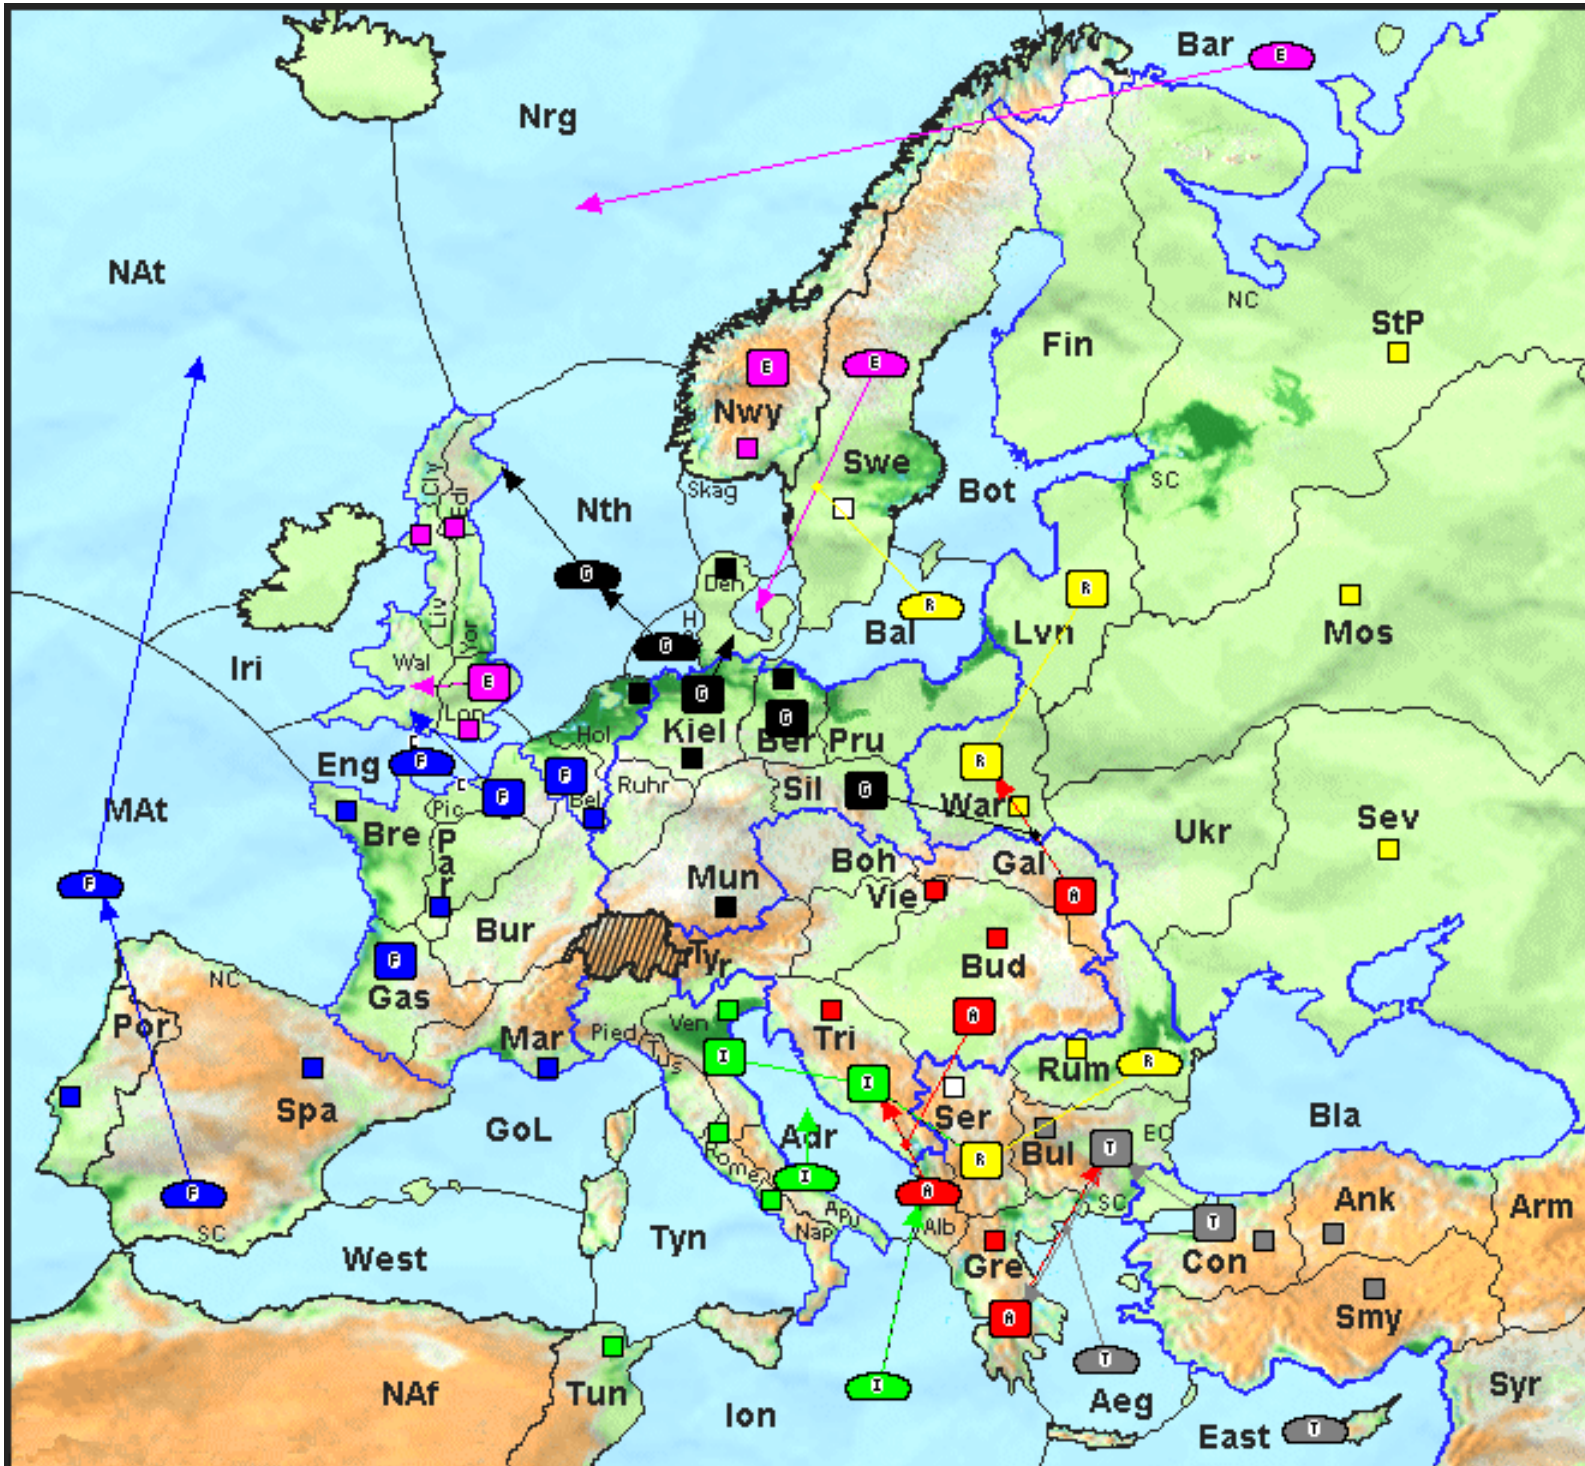 Bar
E
Nrg
NAt
NC
StP
Fin
E
E
Nwy
Swe
SC
Bot
Skag
Cly
Edi
Nth
G
Den
H
R
R
Bal
Lvn
Mos
Liv
Yor
Iri
Wal
G
E
Lon
G
Kiel
G
Ber
Pru
Hol
Eng
F
F
F
C
Pic
Bel
Ruhr
Sil
G
R
War
MAt
Bre
Par
Ukr
Sev
Boh
Gal
F
Mun
Vie
A
Bur
Tyr
Bud
F
Gas
NC
Por
Mar
Pied
Ven
Tus
I
Tri
A
Rum
R
Spa
I
Ser
Bla
GoL
Adr
Rome
Bul
T
EC
F
SC
I
R
A
Apu
Nap
Alb
SC
T
Con
Ank
Arm
West
Tyn
Gre
Smy
A
T
NAf
Tun
I
Ion
Aeg
Syr
East
T